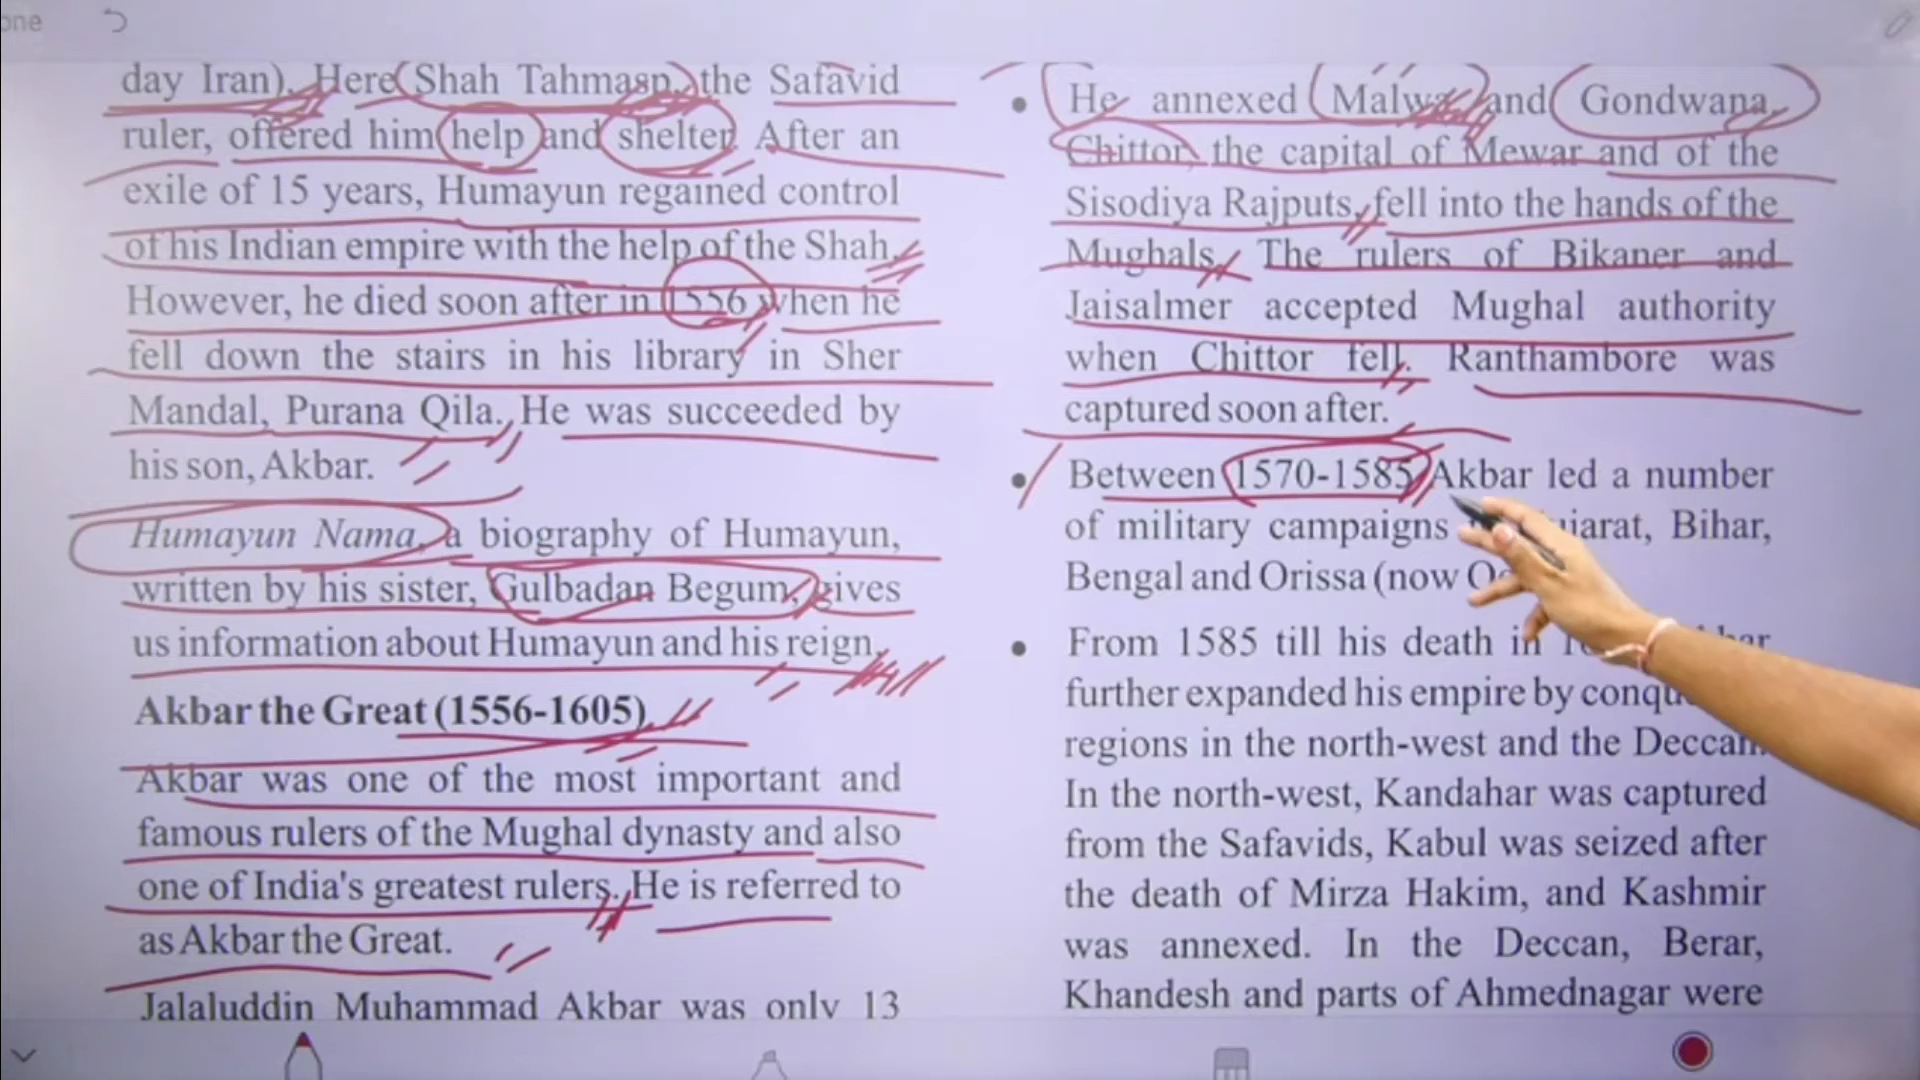 one
day Iran). Here Shah Tahmasp, the Safavid
ruler, offered him help and shelter. After an
exile of 15 years, Humayun regained control
of his Indian empire with the help of the Shah.
However, he died soon after in 1556 when he
fell down the stairs in his library in Sher
Mandal, Purana Qila. He was succeeded by
his son, Akbar.
Humayun Nama, a biography of Humayun,
written by his sister, Gulbadan Begum, gives
us information about Humayun and his reign.
Akbar the Great (1556-1605)
Akbar was one of the most important and
famous rulers of the Mughal dynasty and also
one of India's greatest rulers. He is referred to
as Akbar the Great.
Jalaluddin Muhammad Akbar was only 13
• He annexed Malwa and Gondwana.
Chittor, the capital of Mewar and of the
Sisodiya Rajputs, fell into the hands of the
Mughals. The rulers of Bikaner and
Jaisalmer accepted Mughal authority
when Chittor fell. Ranthambore was
captured soon after.
• Between 1570-1585 Akbar led a number
of military campaigns Bihar,
Bengal and Orissa (now
• From 1585 till his death in
further expanded his empire by
regions in the north-west and the Deccan.
In the north-west, Kandahar was captured
from the Safavids, Kabul was seized after
the death of Mirza Hakim, and Kashmir
was annexed. In the Deccan, Berar,
Khandesh and parts of Ahmednagar were